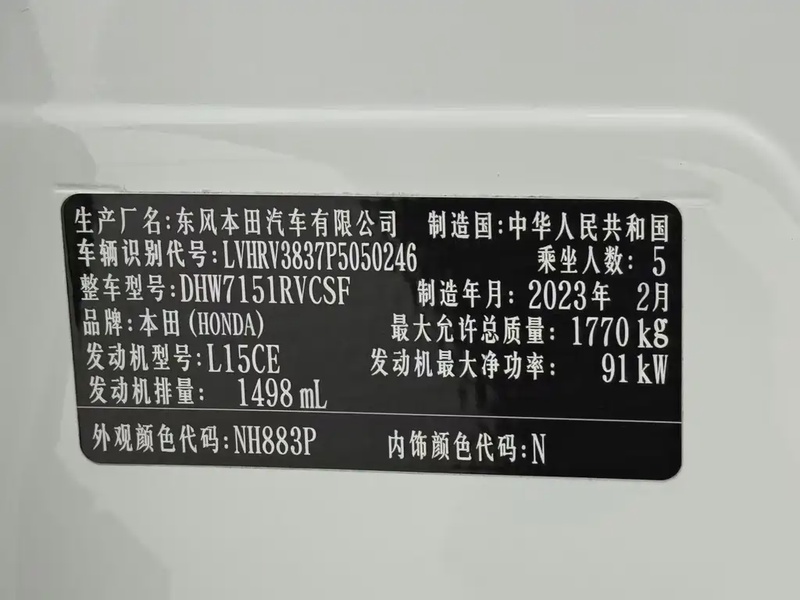 生产厂名:东风本田汽车有限公司 制造国:中华人民共和国
车辆识别代号:LVHRV3837P5050246 乘坐人数:5
整车型号:DHW7151RVCSF 制造年月:2023年 2月
品牌:本田(HONDA) 最大允许总质量:1770kg
发动机型号:L15CE 发动机最大净功率:91kW
发动机排量:1498mL
外观颜色代码:NH883P 内饰颜色代码:N